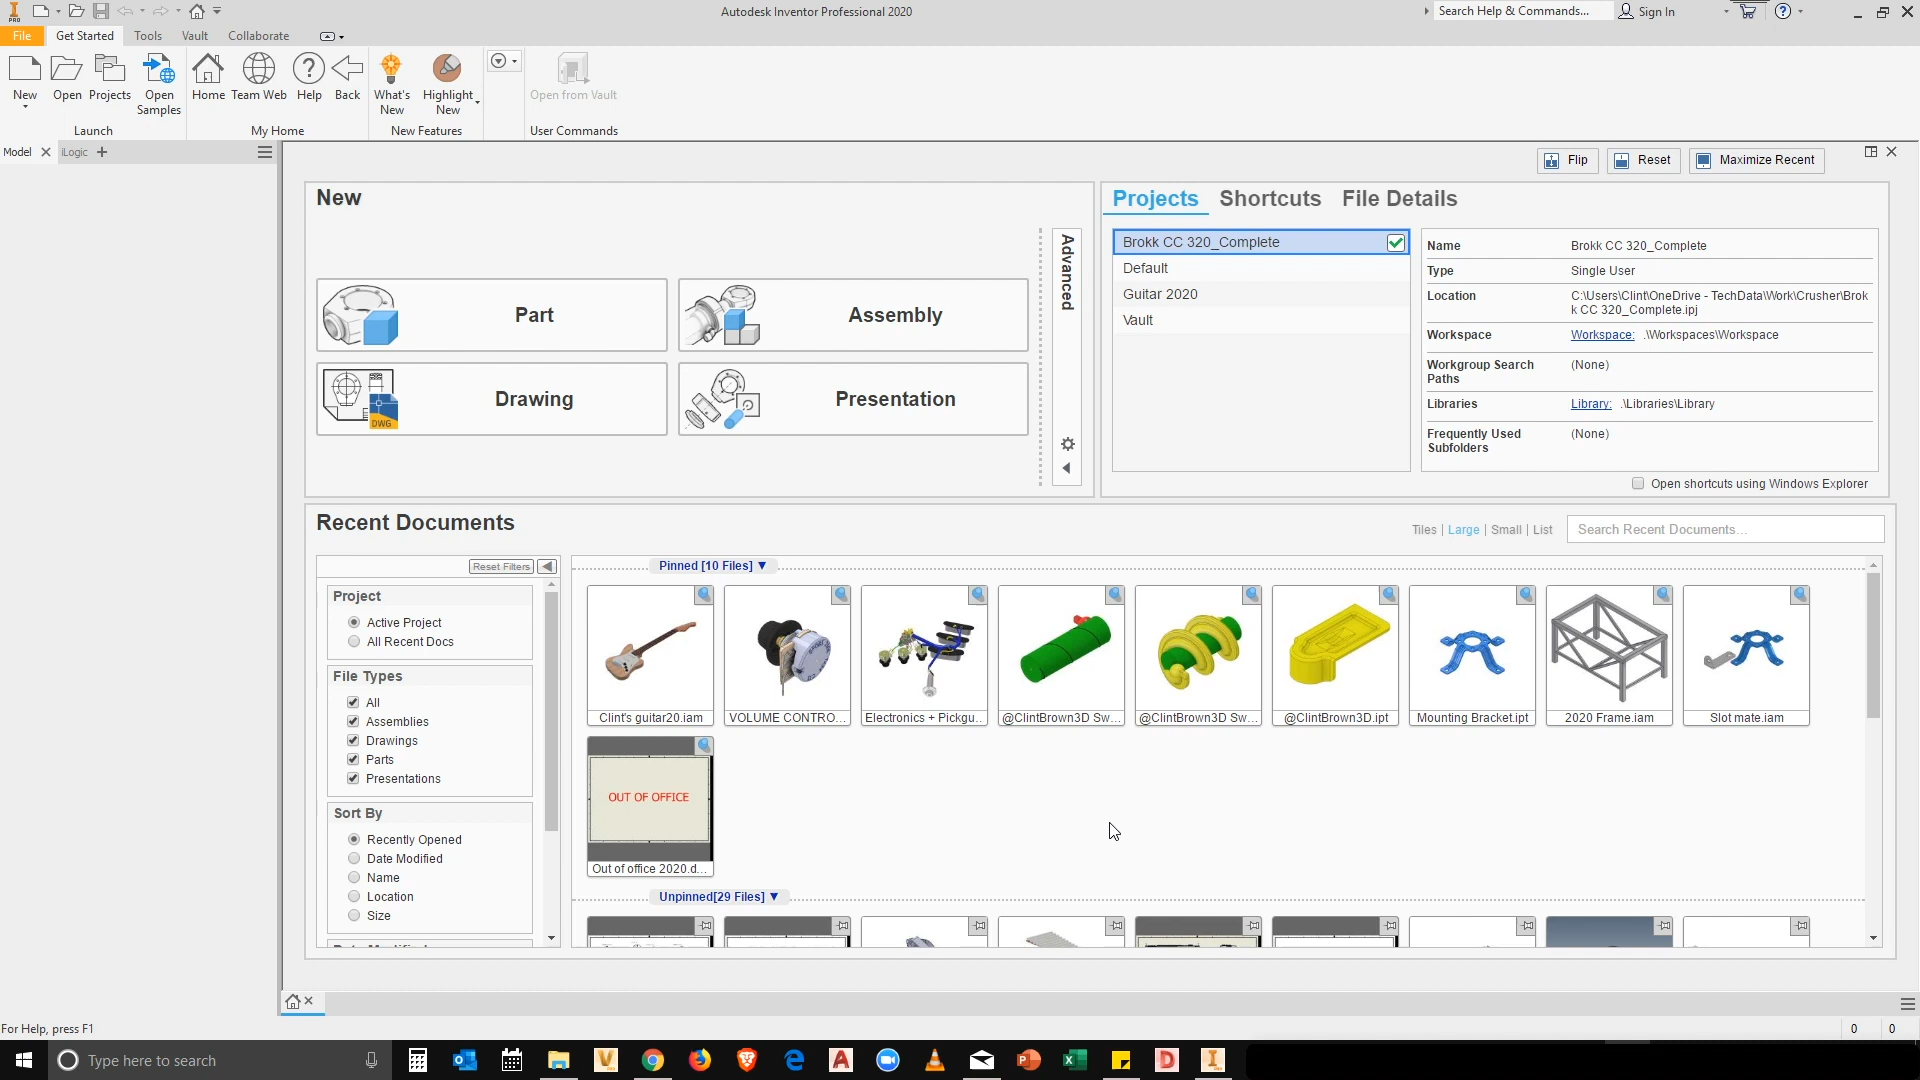 PRO
Autodesk Inventor Professional 2020
Search Help & Commands...
Sign In
File
Get Started
Tools
Vault
Collaborate
New
Open
Projects
Open Samples
Home
Team Web
Help
Back
What's New
Highlight New
Open from Vault
Launch
My Home
New Features
User Commands
Model
iLogic
Flip
Reset
Maximize Recent
New
Part
Assembly
Drawing
DWG
Presentation
Advanced
Projects
Shortcuts
File Details
Brokk CC 320_Complete
Default
Guitar 2020
Vault
Name
Brokk CC 320_Complete
Type
Single User
Location
C:\Users\Clint\OneDrive - TechData\Work\Crusher\Brok
k CC 320_Complete.ipj
Workspace
Workspace: .\Workspaces\Workspace
Workgroup Search
Paths
(None)
Libraries
Library: .\Libraries\Library
Frequently Used
Subfolders
(None)
Open shortcuts using Windows Explorer
Recent Documents
Tiles | Large | Small | List
Search Recent Documents...
Reset Filters
Project
Active Project
All Recent Docs
File Types
All
Assemblies
Drawings
Parts
Presentations
Sort By
Recently Opened
Date Modified
Name
Location
Size
Pinned [10 Files]
Clint's guitar20.iam
VOLUME CONTRO...
Electronics + Pickgu...
@ClintBrown3D Sw...
@ClintBrown3D Sw...
@ClintBrown3D.ipt
Mounting Bracket.ipt
2020 Frame.iam
Slot mate.iam
OUT OF OFFICE
Out of office 2020.d...
Unpinned[29 Files]
For Help, press F1
0
0
Type here to search